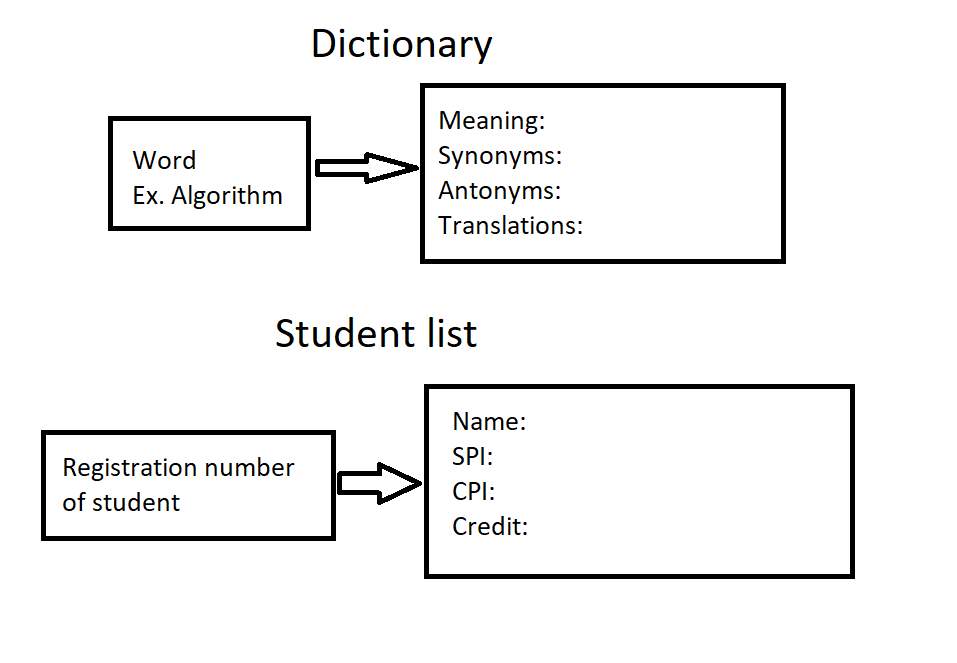 Dictionary
Word
Ex. Algorithm
Meaning:
Synonyms:
Antonyms:
Translations:
Student list
Registration number
of student
Name:
SPI:
CPI:
Credit: